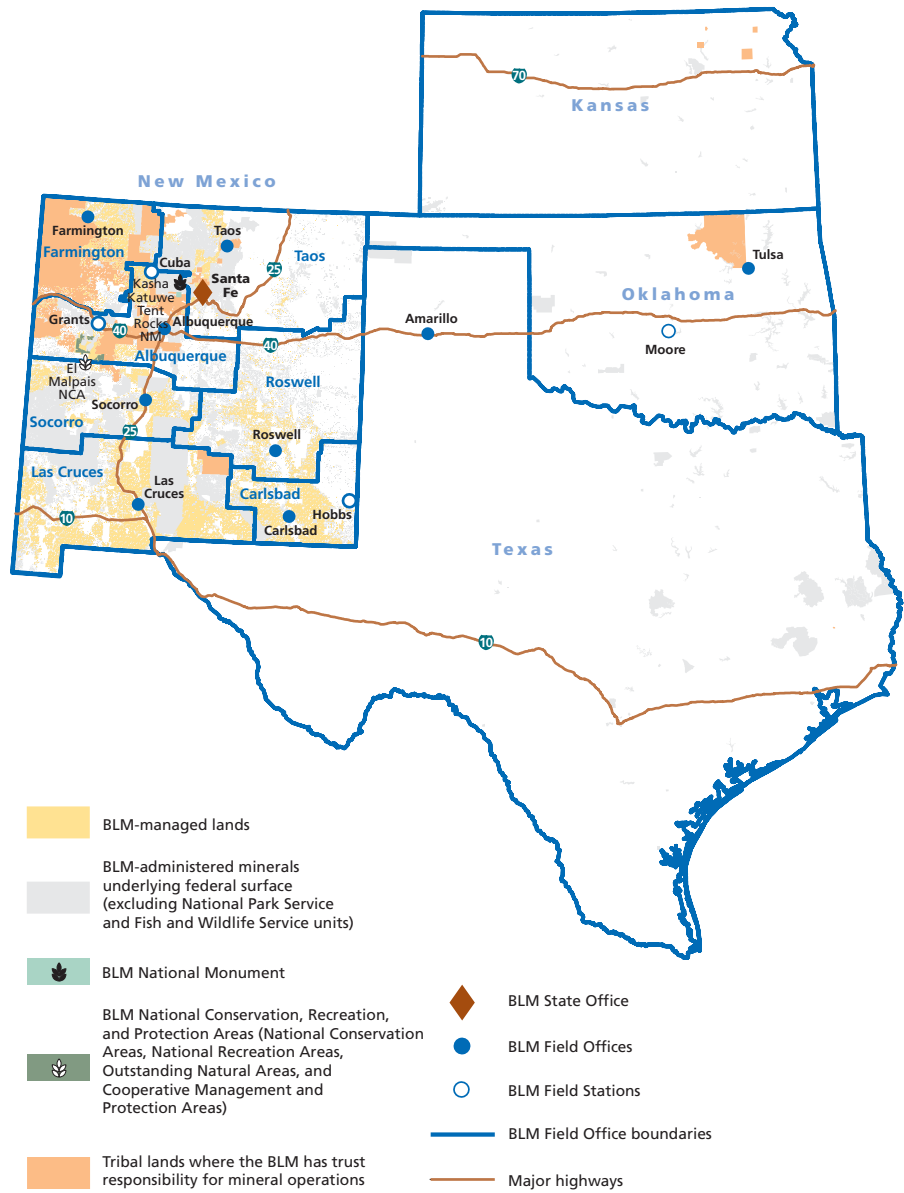 70
Kansas
New Mexico
Farmington
Farmington
Taos
Taos
25
Cuba
Kasha
Katuwe
Tent
Rocks
NM
Santa
Fe
Grants
40
Albuquerque
Albuquerque
40
El
Malpais
NCA
Socorro
Socorro
25
Roswell
Roswell
Las Cruces
Las
Cruces
10
Carlsbad
Carlsbad
Hobbs
Amarillo
Tulsa
Oklahoma
Moore
Texas
10
BLM-managed lands
BLM-administered minerals
underlying federal surface
(excluding National Park Service
and Fish and Wildlife Service units)
BLM National Monument
BLM National Conservation, Recreation,
and Protection Areas (National Conservation
Areas, National Recreation Areas,
Outstanding Natural Areas, and
Cooperative Management and
Protection Areas)
Tribal lands where the BLM has trust
responsibility for mineral operations
BLM State Office
BLM Field Offices
BLM Field Stations
BLM Field Office boundaries
Major highways